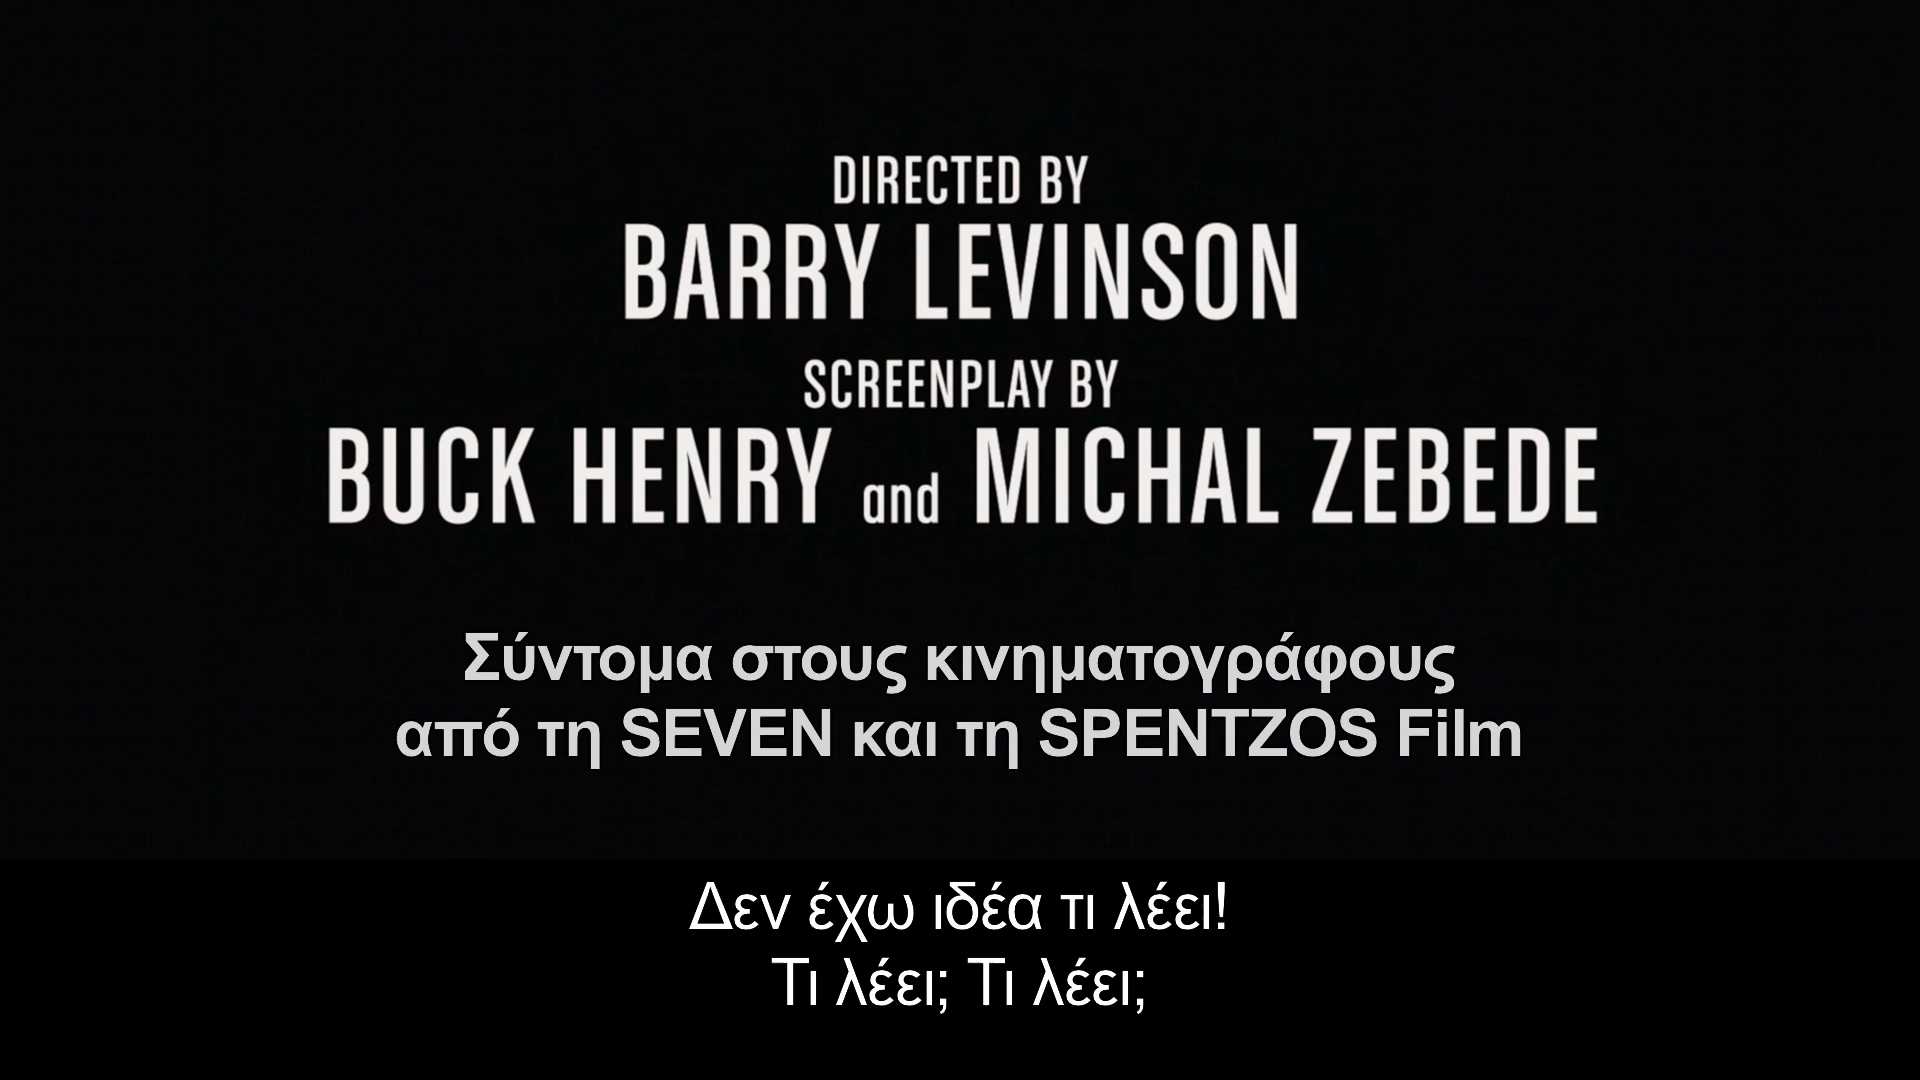 DIRECTED BY
BARRY LEVINSON
SCREENPLAY BY
BUCK HENRY and MICHAL ZEBEDE
Σύντομα στους κινηματογράφους
από τη SEVEN και τη SPENTZOS Film
Δεν έχω ιδέα τι λέει!
Τι λέει; Τι λέει;